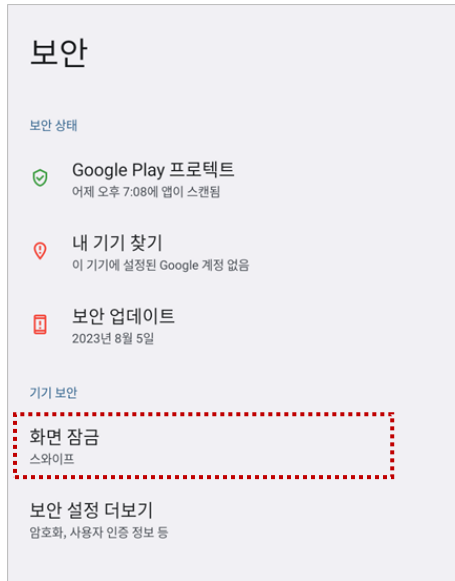 보안
보안 상태
Google Play 프로텍트
어제 오후 7:08에 앱이 스캔됨
내 기기 찾기
이 기기에 설정된 Google 계정 없음
보안 업데이트
2023년 8월 5일
기기 보안
화면 잠금
스와이프
보안 설정 더보기
암호화, 사용자 인증 정보 등